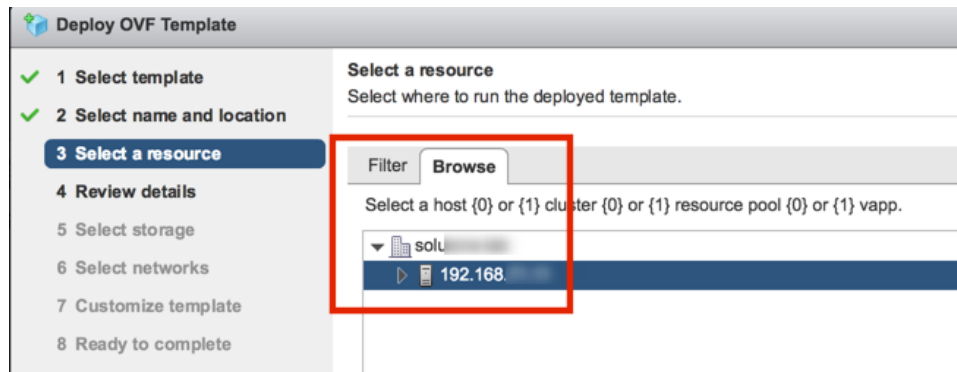 Deploy OVF Template
1 Select template
2 Select name and location
3 Select a resource
4 Review details
5 Select storage
6 Select networks
7 Customize template
8 Ready to complete
Select a resource
Select where to run the deployed template.
Filter
Browse
Select a host {0} or {1} cluster {0} or {1} resource pool {0} or {1} vapp.
solu
192.168.